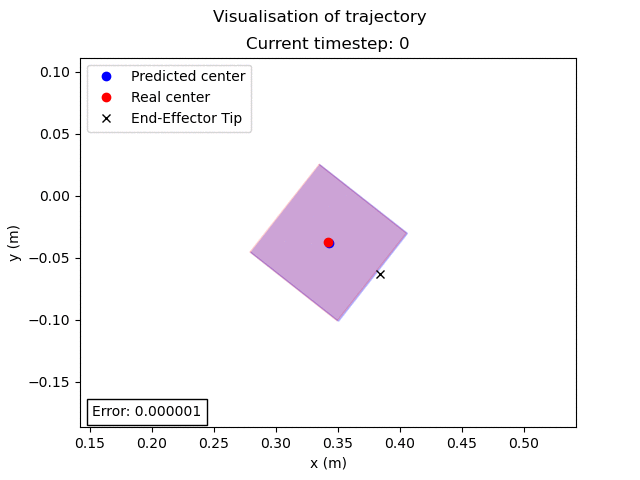 Visualisation of trajectory
Current timestep: 0
Predicted center
Real center
End-Effector Tip
0.10
0.05
0.00
−0.05
−0.10
−0.15
y (m)
Error: 0.000001
0.15 0.20 0.25 0.30 0.35 0.40 0.45 0.50
x (m)